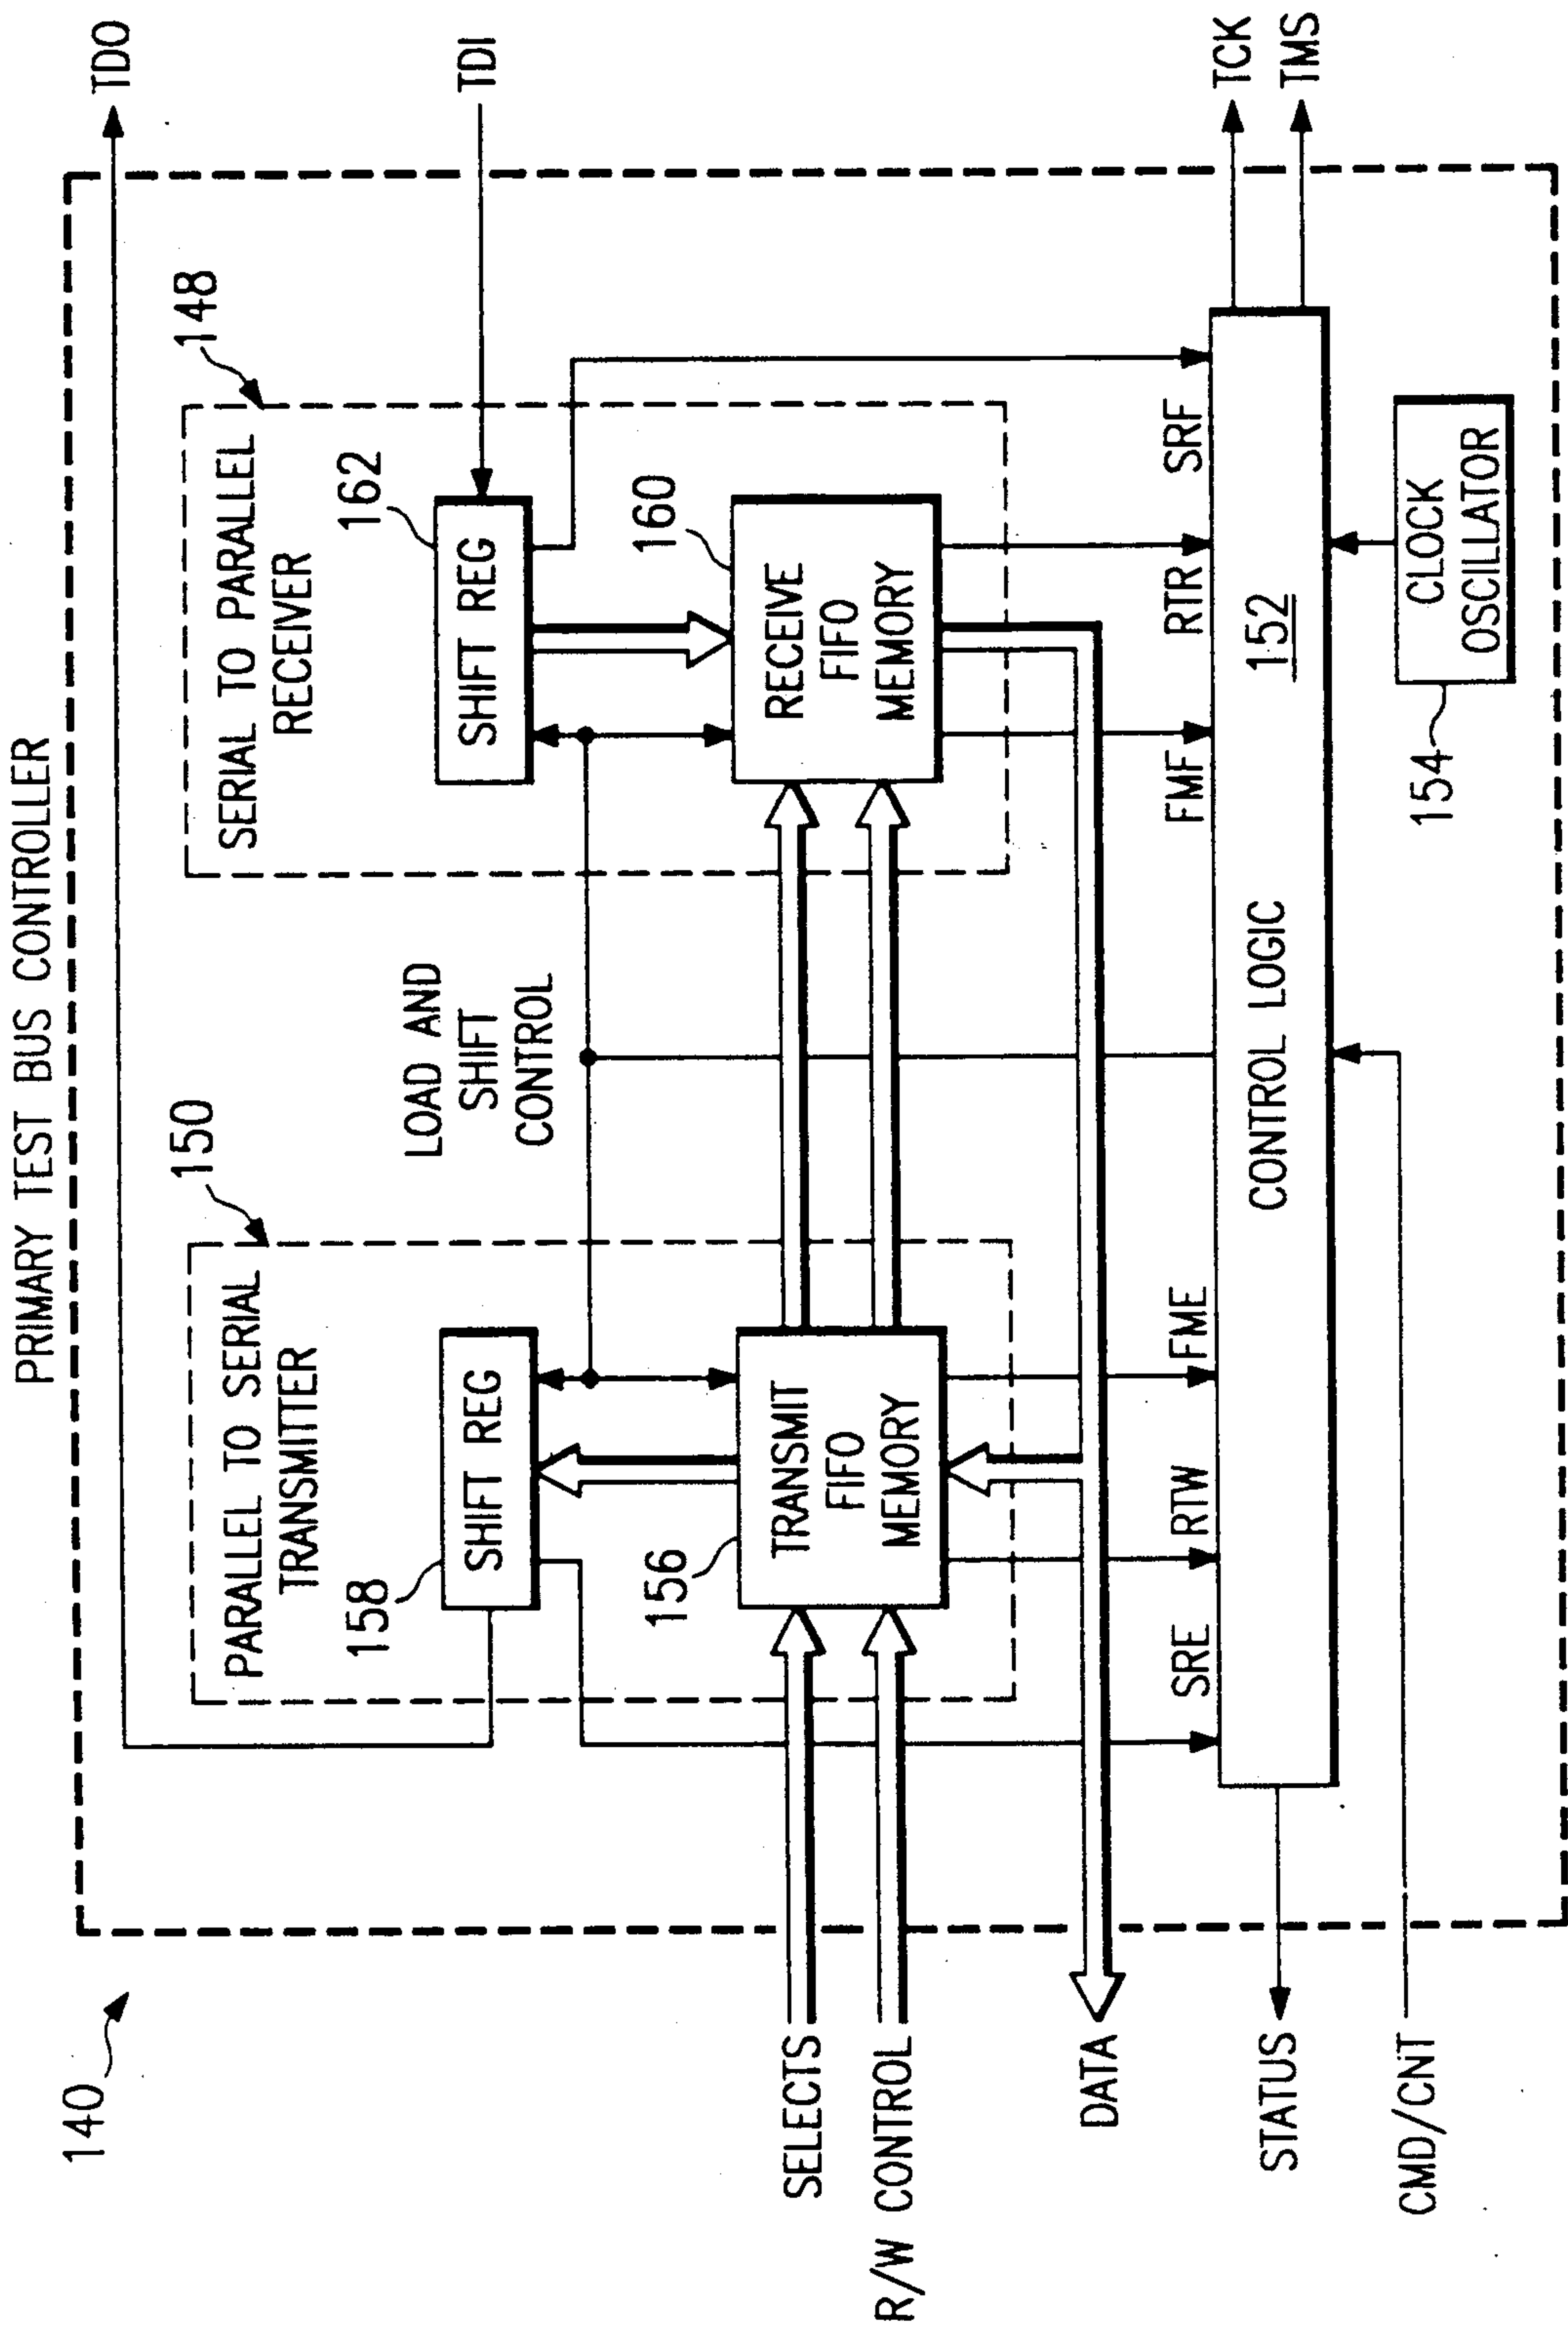 PRIMARY TEST BUS CONTROLLER
140
TDO
TDI
150
148
PARALLEL TO SERIAL
TRANSMITTER
SERIAL TO PARALLEL
RECEIVER
158
SHIFT REG
LOAD AND
SHIFT
CONTROL
162
SHIFT REG
156
TRANSMIT
FIFO
MEMORY
160
RECEIVE
FIFO
MEMORY
SELECTS
R/W CONTROL
DATA
SRE
RTW
FME
FMF
RTR
SRF
STATUS
CONTROL LOGIC
152
TCK
TMS
CMD/CNT
154
CLOCK
OSCILLATOR